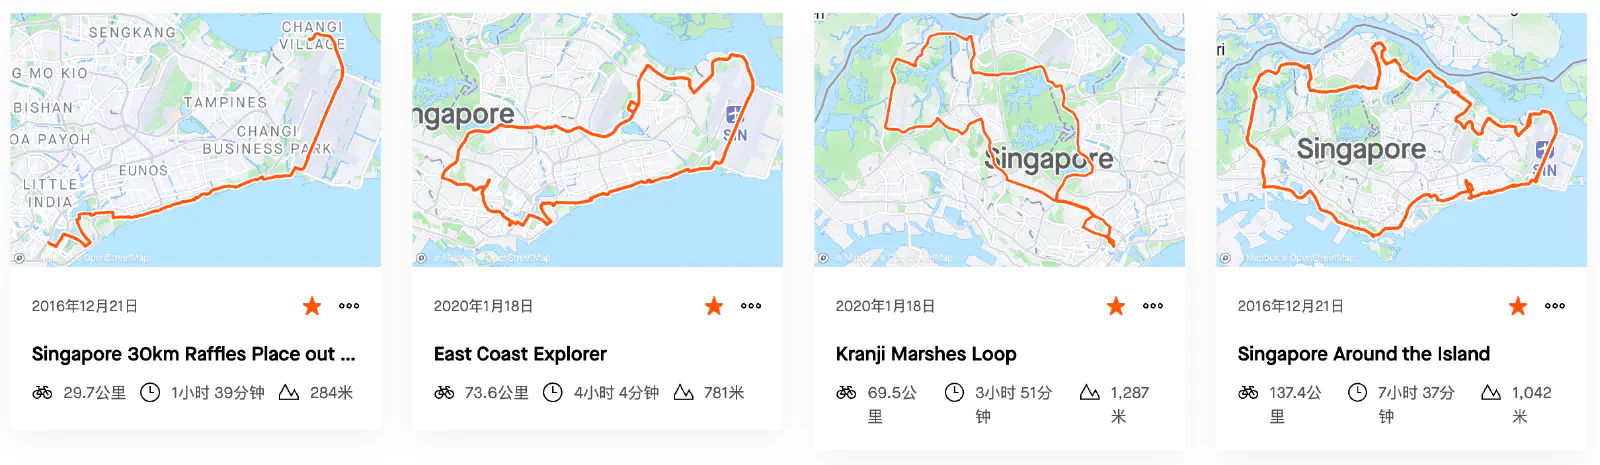 SENGKANG
CHANGI
VILLAGE
G MO KIO
BISHAN
TAMPINES
OA PAYOH
CHANGI
BUSINESS PARK
EUNOS
LITTLE
INDIA
© Mapbox © OpenStreetMap
2016年12月21日
Singapore 30km Raffles Place out ...
29.7公里
1小时 39分钟
284米
ngapore
SIN
© Mapbox © OpenStreetMap
2020年1月18日
East Coast Explorer
73.6公里
4小时 4分钟
781米
ri
Singapore
© Mapbox © OpenStreetMap
2020年1月18日
Kranji Marshes Loop
69.5公
里
3小时 51分
钟
1,287
米
ri
Singapore
SIN
© Mapbox © OpenStreetMap
2016年12月21日
Singapore Around the Island
137.4公
里
7小时 37分
钟
1,042
米